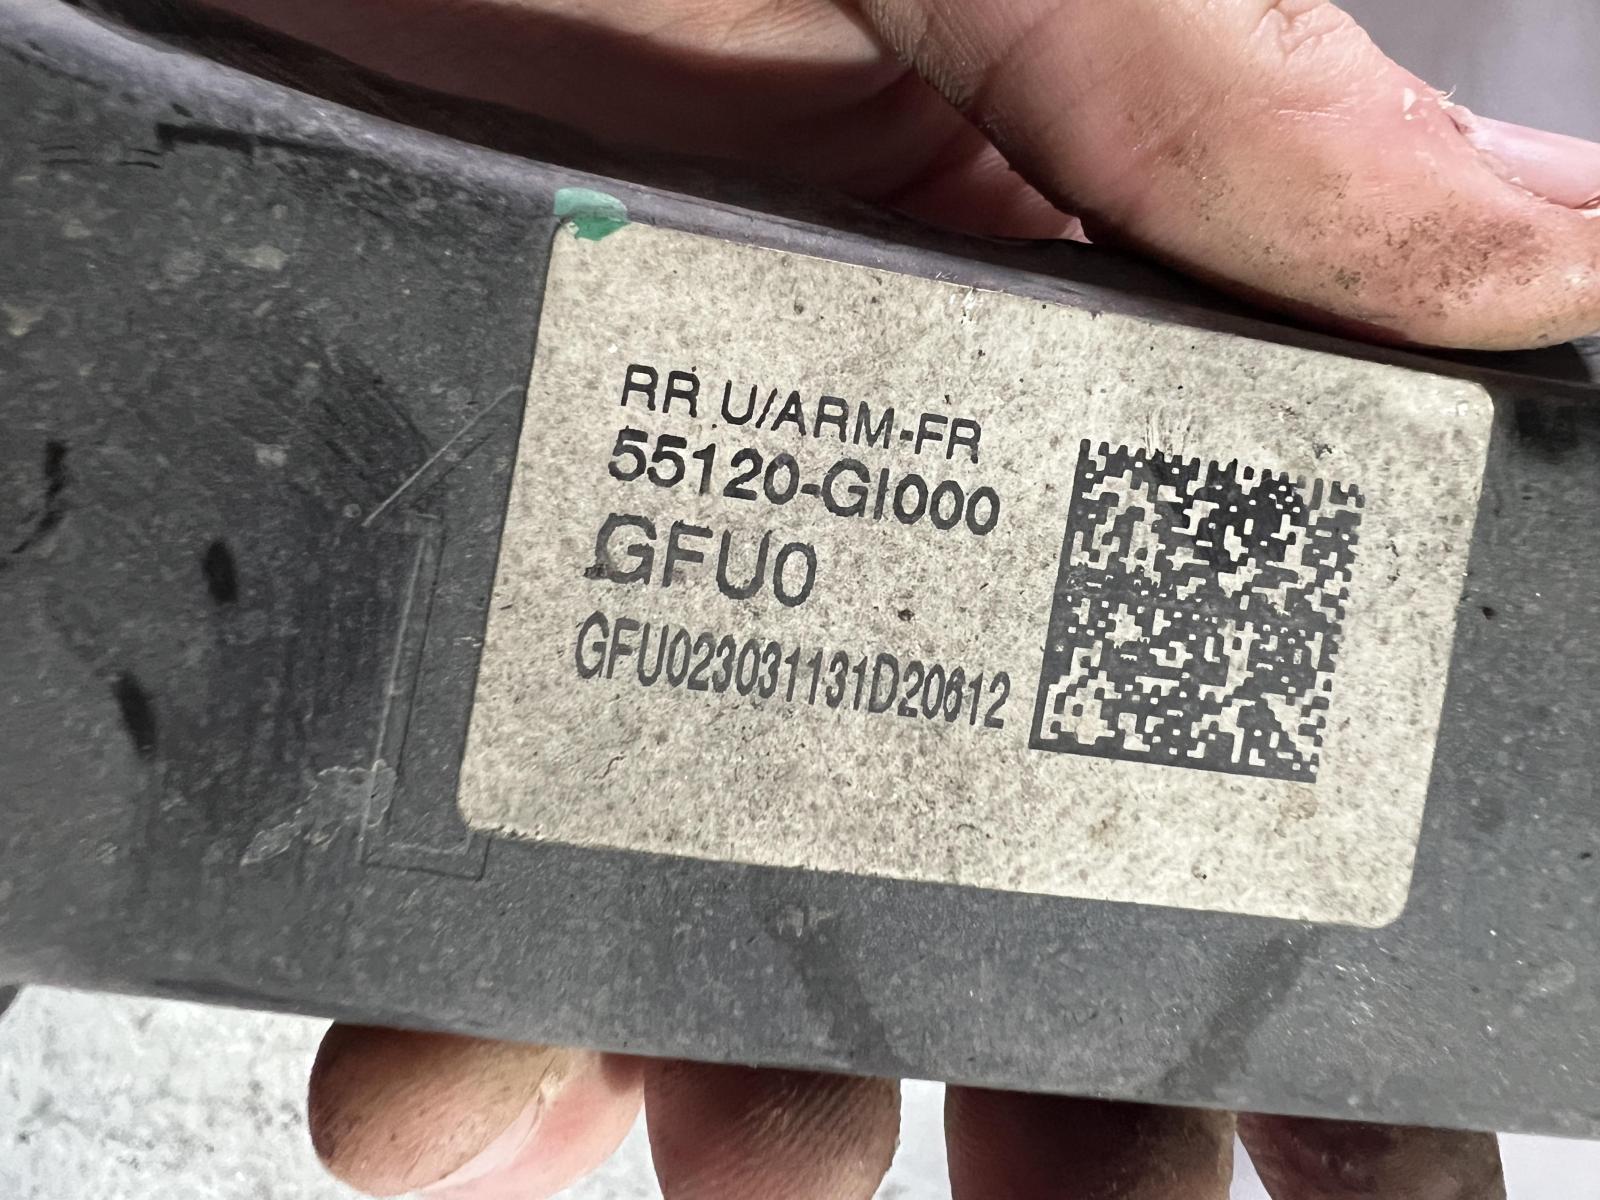 RR U/ARM-FR
55120-GI000
GFU0
GFU023031131D20612